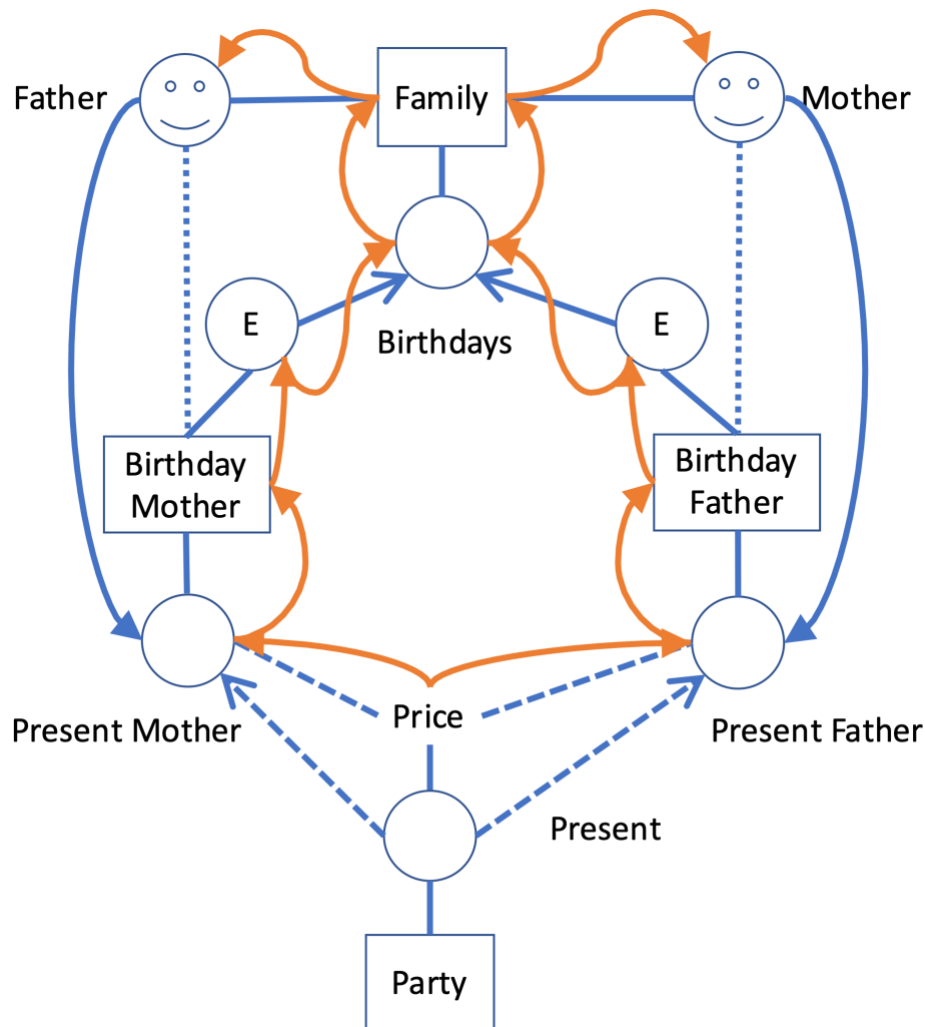 Father
Family
Mother
E
E
Birthdays
Birthday
Mother
Birthday
Father
Present Mother
Price
Present Father
Present
Party